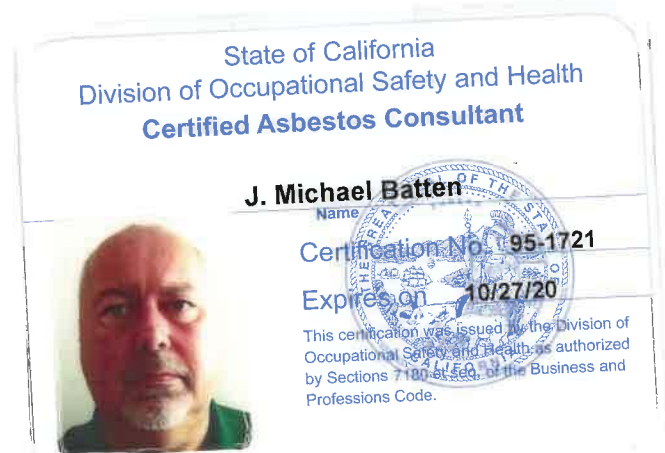 State of California
Division of Occupational Safety and Health
Certified Asbestos Consultant
J. Michael Batten
Name
Certification No. 95-1721
Expires on 10/27/20
This certification was issued by the Division of
Occupational Safety and Health as authorized
by Sections 7180 et seq. of the Business and
Professions Code.